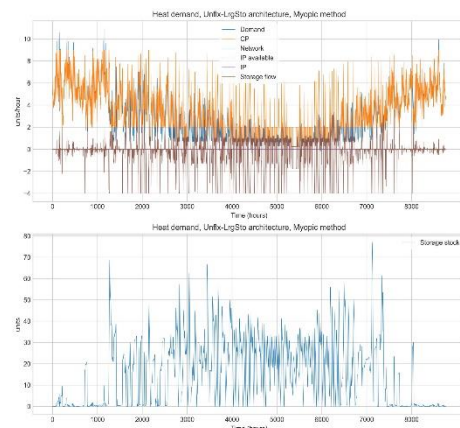 Heat demand, Unfix-LrgSto architecture, Myopic method
Demand
CP
Network
IP available
IP
Storage flow
units/hour
10
8
6
4
2
0
−2
−4
0 1000 2000 3000 4000 5000 6000 7000 8000
Time (hours)
Heat demand, Unfix-LrgSto architecture, Myopic method
Storage stock
units
80
70
60
50
40
30
20
10
0
0 1000 2000 3000 4000 5000 6000 7000 8000
Time (hours)